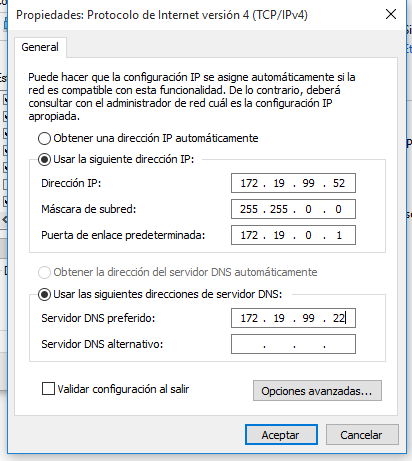 Propiedades: Protocolo de Internet versión 4 (TCP/IPv4)
General
Puede hacer que la configuración IP se asigne automáticamente si la
red es compatible con esta funcionalidad. De lo contrario, deberá
consultar con el administrador de red cuál es la configuración IP
apropiada.
Obtener una dirección IP automáticamente
Usar la siguiente dirección IP:
Dirección IP: 172 . 19 . 99 . 52
Máscara de subred: 255 . 255 . 0 . 0
Puerta de enlace predeterminada: 172 . 19 . 0 . 1
Obtener la dirección del servidor DNS automáticamente
Usar las siguientes direcciones de servidor DNS:
Servidor DNS preferido: 172 . 19 . 99 . 22
Servidor DNS alternativo: . . .
Validar configuración al salir
Opciones avanzadas...
Aceptar Cancelar